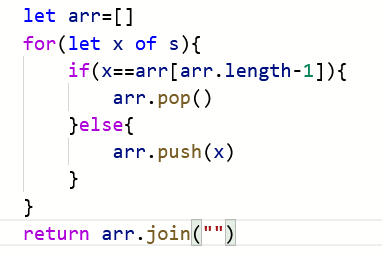 let arr=[]
for(let x of s){
    if(x==arr[arr.length-1]){
        arr.pop()
    }else{
        arr.push(x)
    }
}
return arr.join("")